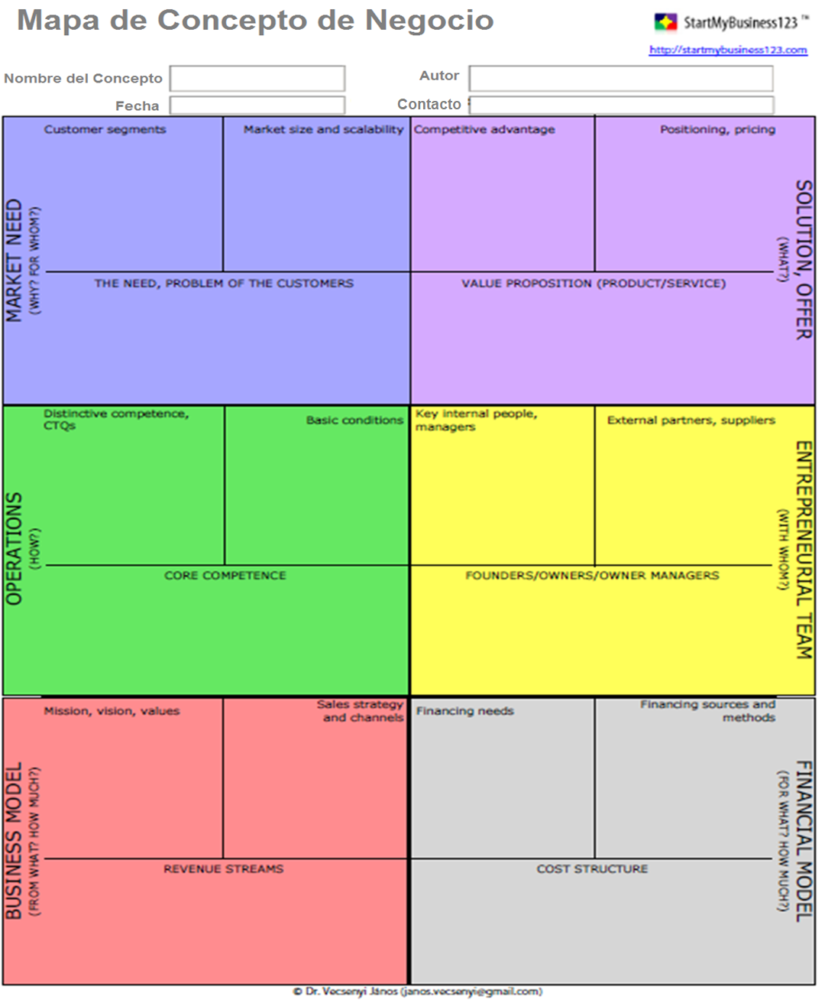 Mapa de Concepto de Negocio
StartMyBusiness123 ™
http://startmybusiness123.com
Nombre del Concepto
Autor
Fecha
Contacto :
Customer segments
Market size and scalability
Competitive advantage
Positioning, pricing
MARKET NEED
(WHY? FOR WHOM?)
SOLUTION, OFFER
(WHAT?)
THE NEED, PROBLEM OF THE CUSTOMERS
VALUE PROPOSITION (PRODUCT/SERVICE)
Distinctive competence,
CTQs
Basic conditions
Key internal people,
managers
External partners, suppliers
OPERATIONS
(HOW?)
ENTREPRENEURIAL TEAM
(WITH WHOM?)
CORE COMPETENCE
FOUNDERS/OWNERS/OWNER MANAGERS
Mission, vision, values
Sales strategy
and channels
Financing needs
Financing sources and
methods
BUSINESS MODEL
(FROM WHAT? HOW MUCH?)
FINANCIAL MODEL
(FOR WHAT? HOW MUCH?)
REVENUE STREAMS
COST STRUCTURE
© Dr. Vecsenyi János (janos.vecsenyi@gmail.com)